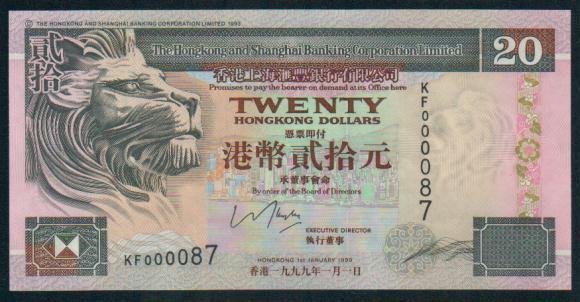 © THE HONGKONG AND SHANGHAI BANKING CORPORATION LIMITED 1993
貳拾
The Hongkong and Shanghai Banking Corporation Limited
20
香港上海滙豐銀行有限公司
Promises to pay the bearer on demand at its Office here
TWENTY
HONGKONG DOLLARS
憑票即付
港幣貳拾元
承董事會命
By order of the Board of Directors
EXECUTIVE DIRECTOR
執行董事
KF000087
KF000087
HONGKONG 1ST JANUARY 1999
香港一九九九年一月一日